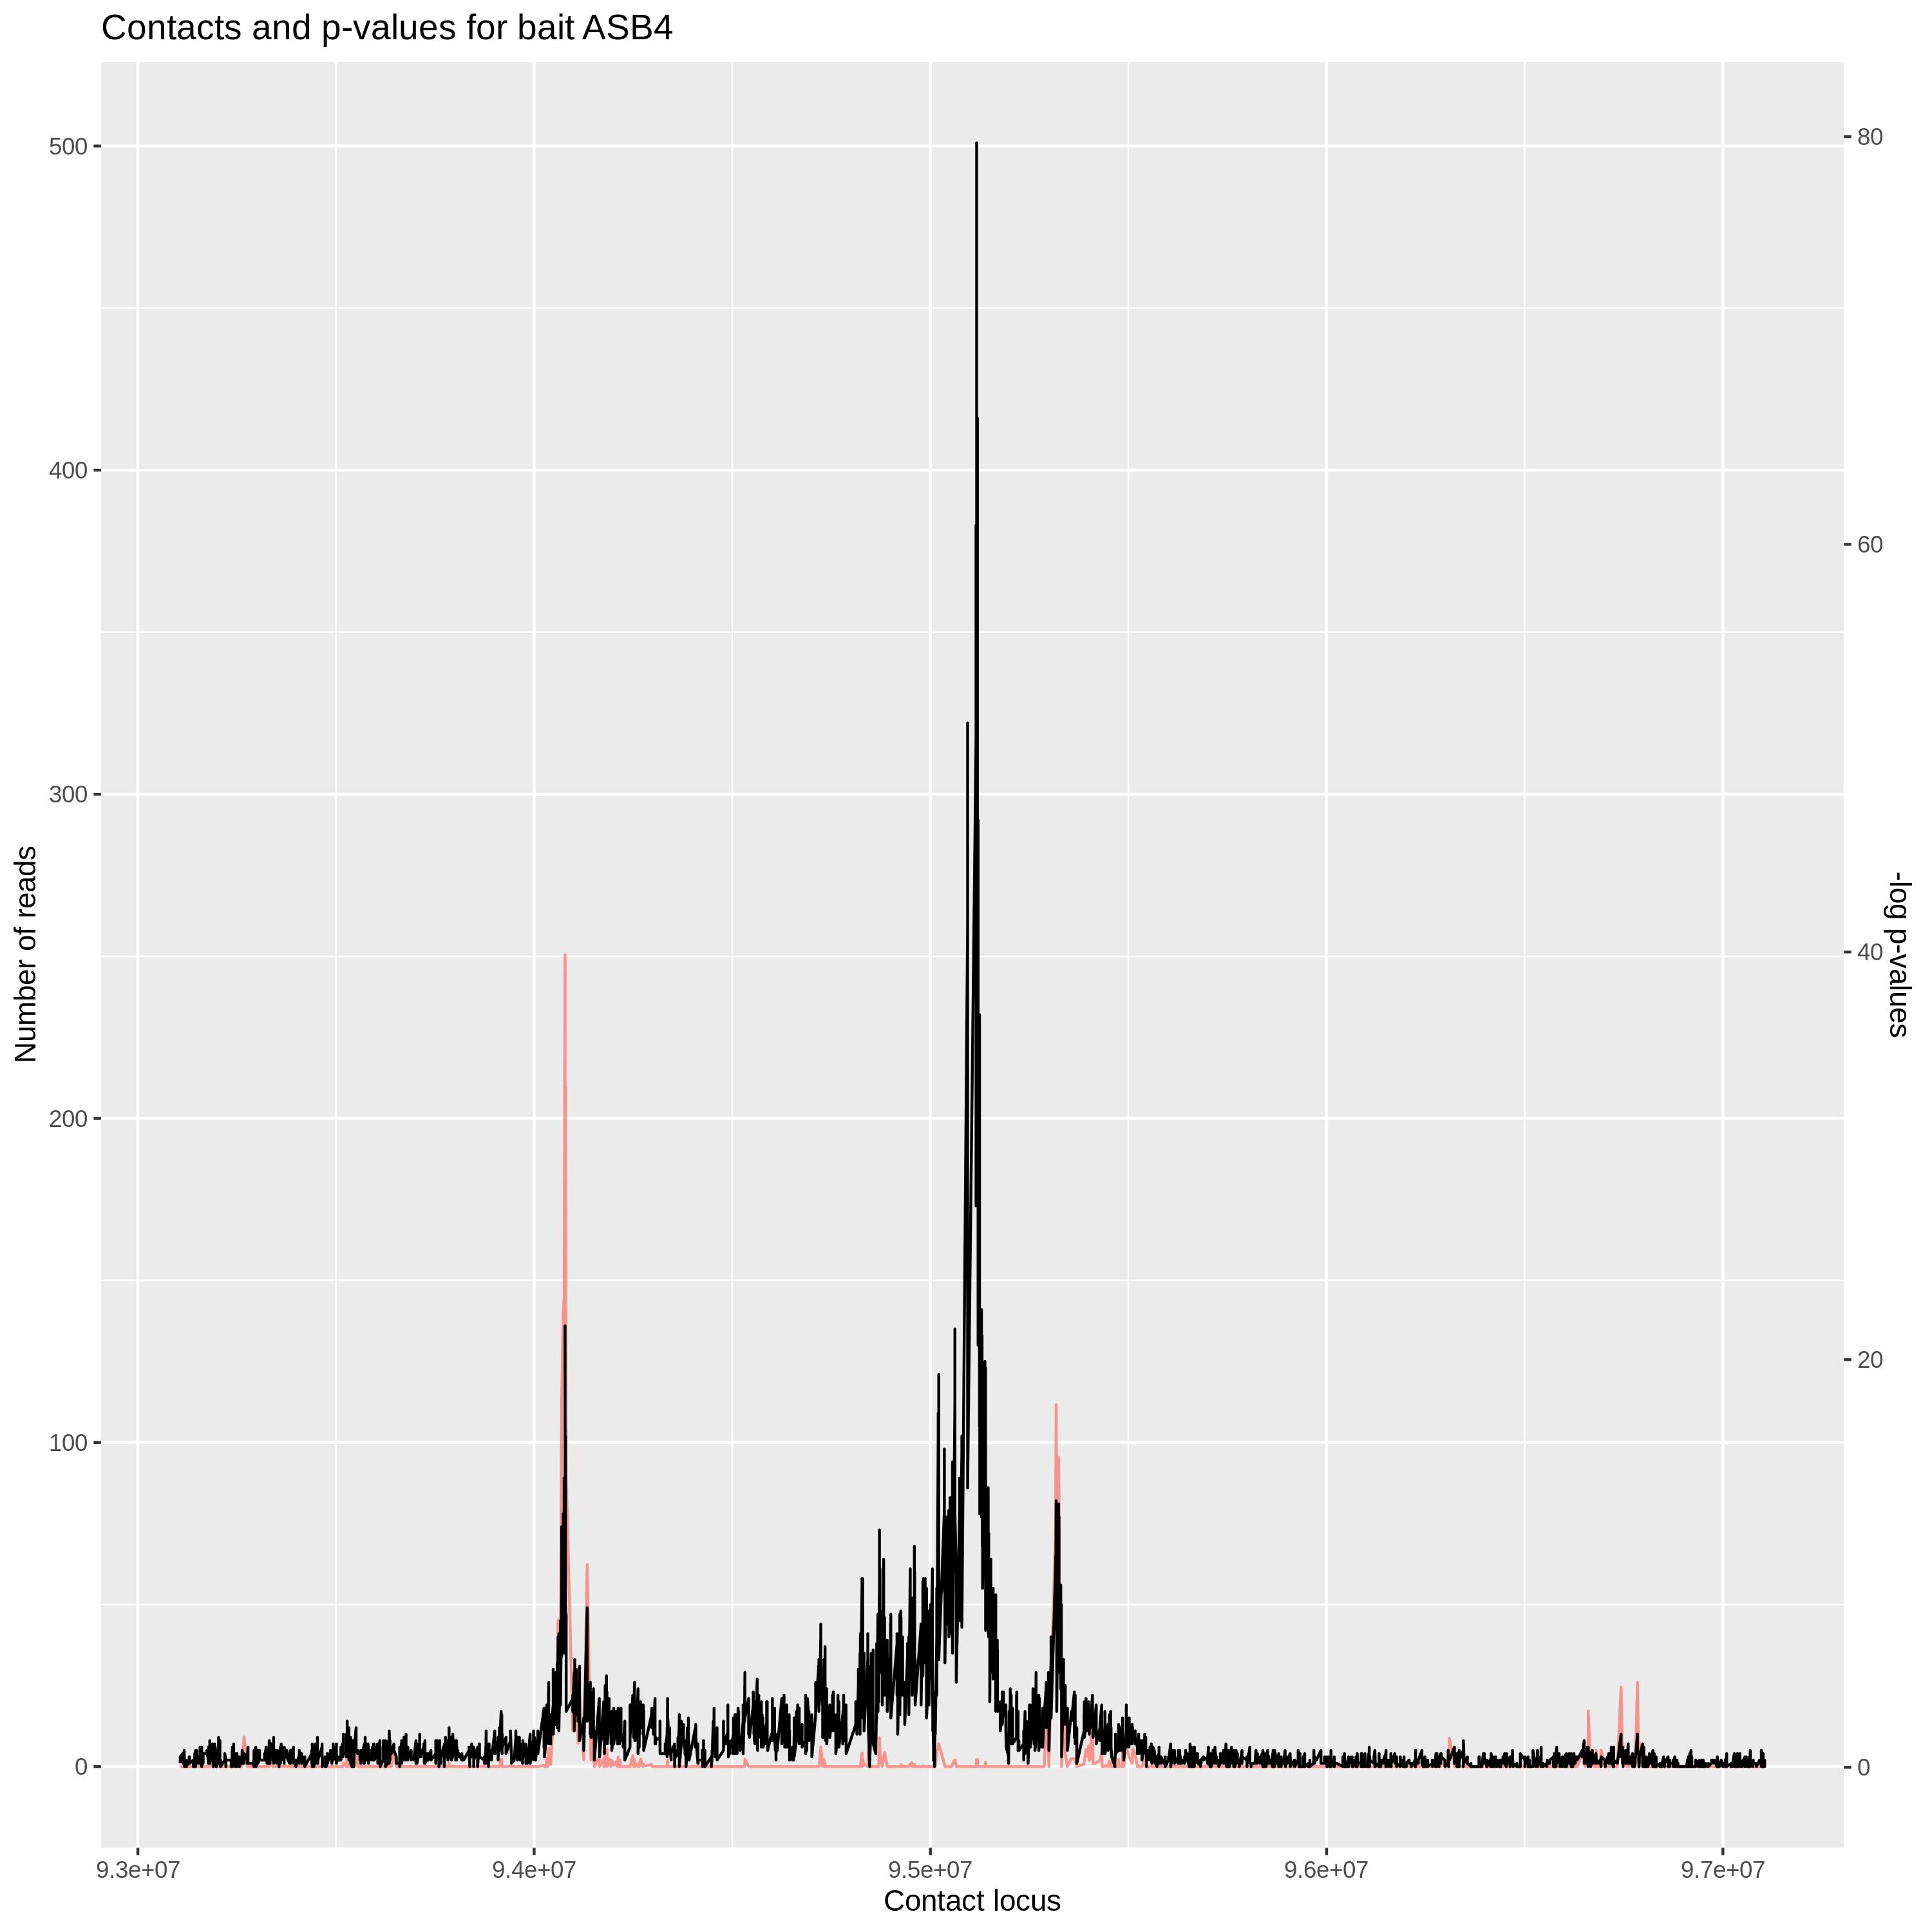 Contacts and p-values for bait ASB4
500
400
300
200
100
0
Number of reads
80
60
40
20
0
-log p-values
9.3e+07
9.4e+07
9.5e+07
9.6e+07
9.7e+07
Contact locus